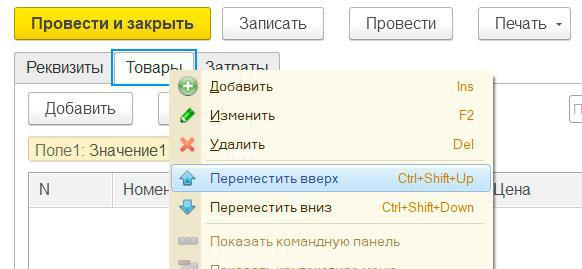 Провести и закрыть Записать Провести Печать
Реквизиты Товары Затраты
Добавить Ins
Добавить
Изменить F2
Удалить Del
Поле1: Значение1
Переместить вверх Ctrl+Shift+Up
N Номен Цена
Переместить вниз Ctrl+Shift+Down
Показать командную панель